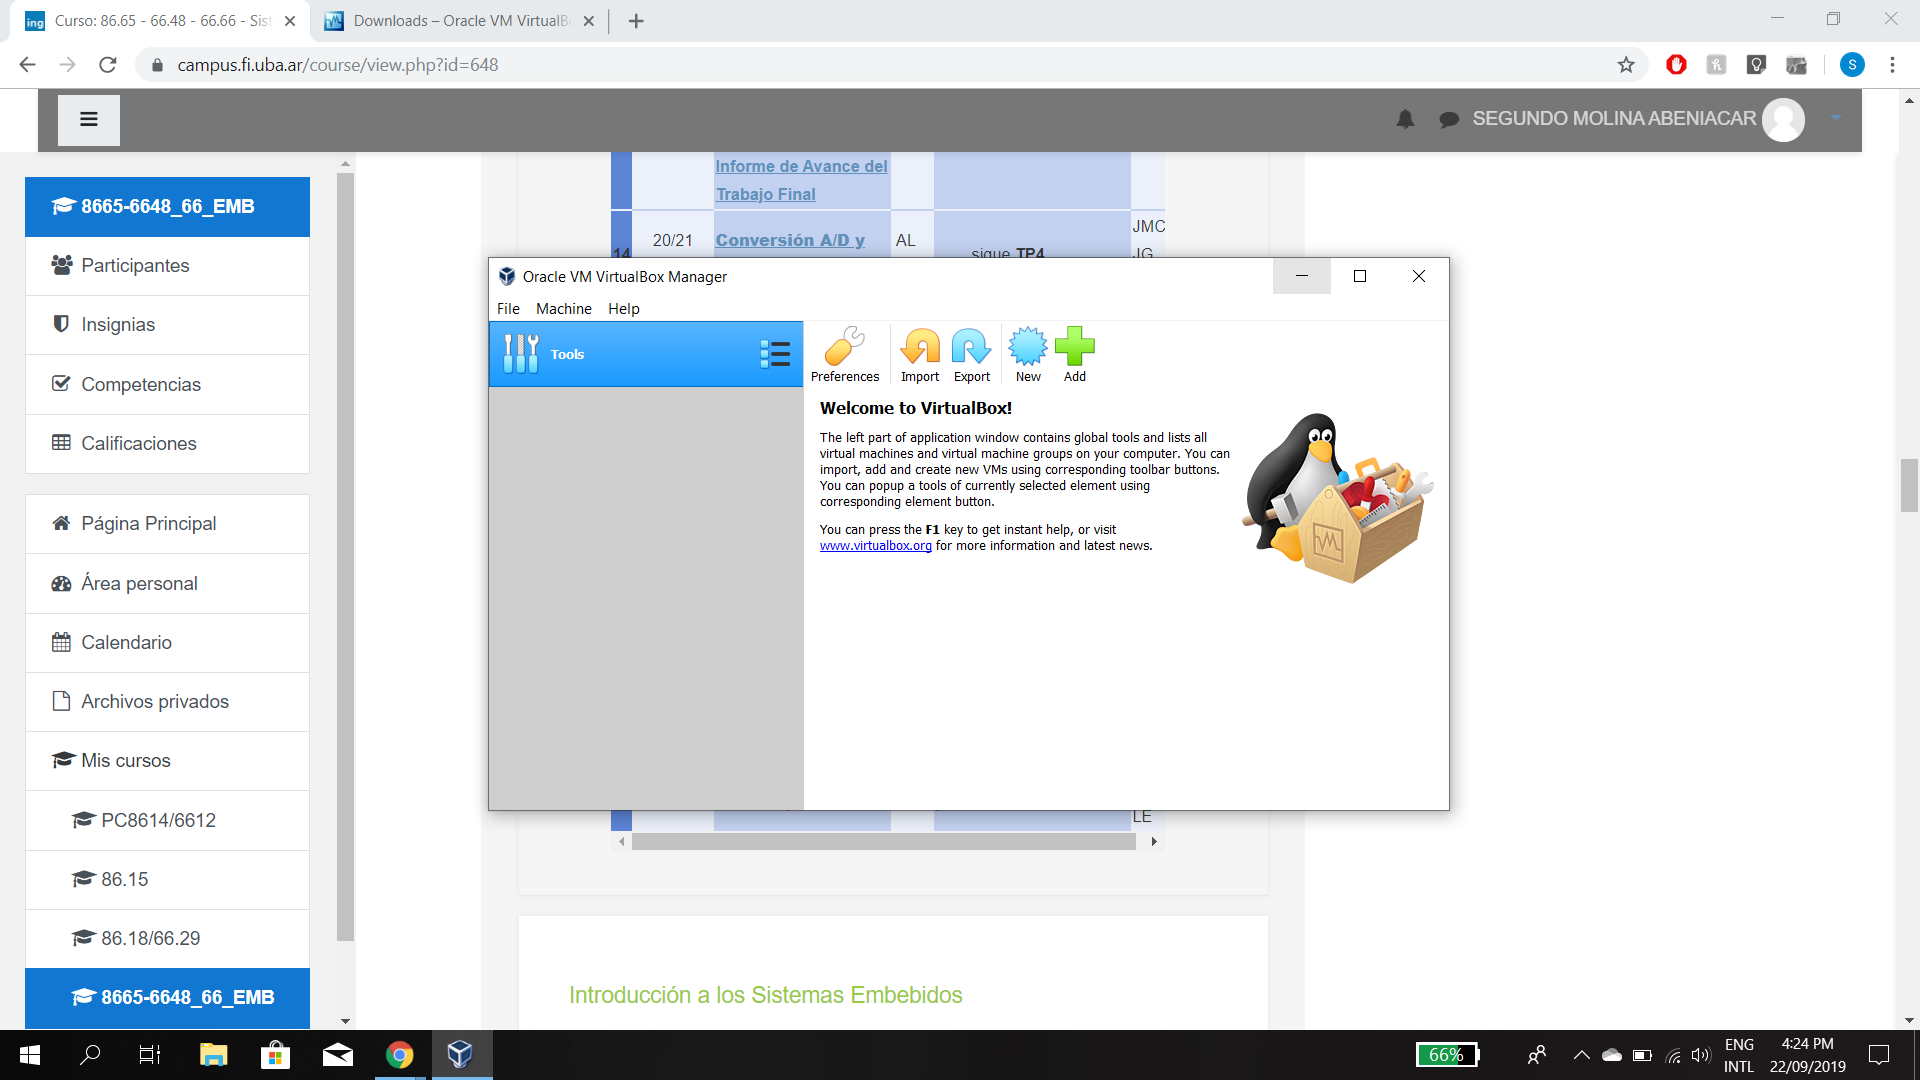 Curso: 86.65 - 66.48 - 66.66 - Sis
Downloads – Oracle VM VirtualB
campus.fi.uba.ar/course/view.php?id=648
S
SEGUNDO MOLINA ABENIACAR
8665-6648_66_EMB
Participantes
Insignias
Competencias
Calificaciones
Página Principal
Área personal
Calendario
Archivos privados
Mis cursos
PC8614/6612
86.15
86.18/66.29
8665-6648_66_EMB
Informe de Avance del
Trabajo Final
JMC
20/21
Conversión A/D y
AL
14
sigue TP4
JG
Oracle VM VirtualBox Manager
File Machine Help
Tools
Preferences Import Export New Add
Welcome to VirtualBox!
The left part of application window contains global tools and lists all
virtual machines and virtual machine groups on your computer. You can
import, add and create new VMs using corresponding toolbar buttons.
You can popup a tools of currently selected element using
corresponding element button.
You can press the F1 key to get instant help, or visit
www.virtualbox.org for more information and latest news.
LE
Introducción a los Sistemas Embebidos
66%
ENG
INTL
4:24 PM
22/09/2019